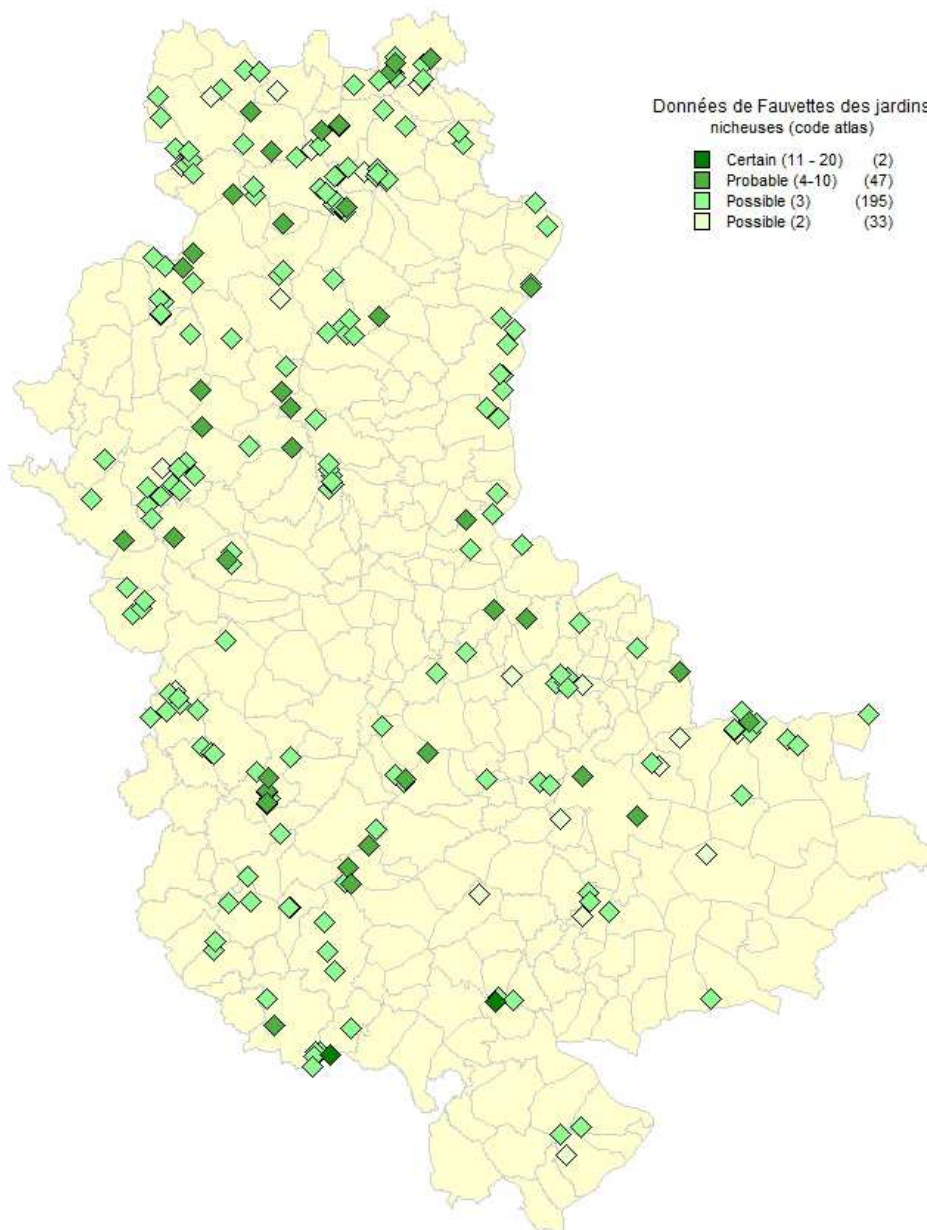 Données de Fauvettes des jardins
nicheuses (code atlas)
Certain (11 - 20) (2)
Probable (4-10) (47)
Possible (3) (195)
Possible (2) (33)